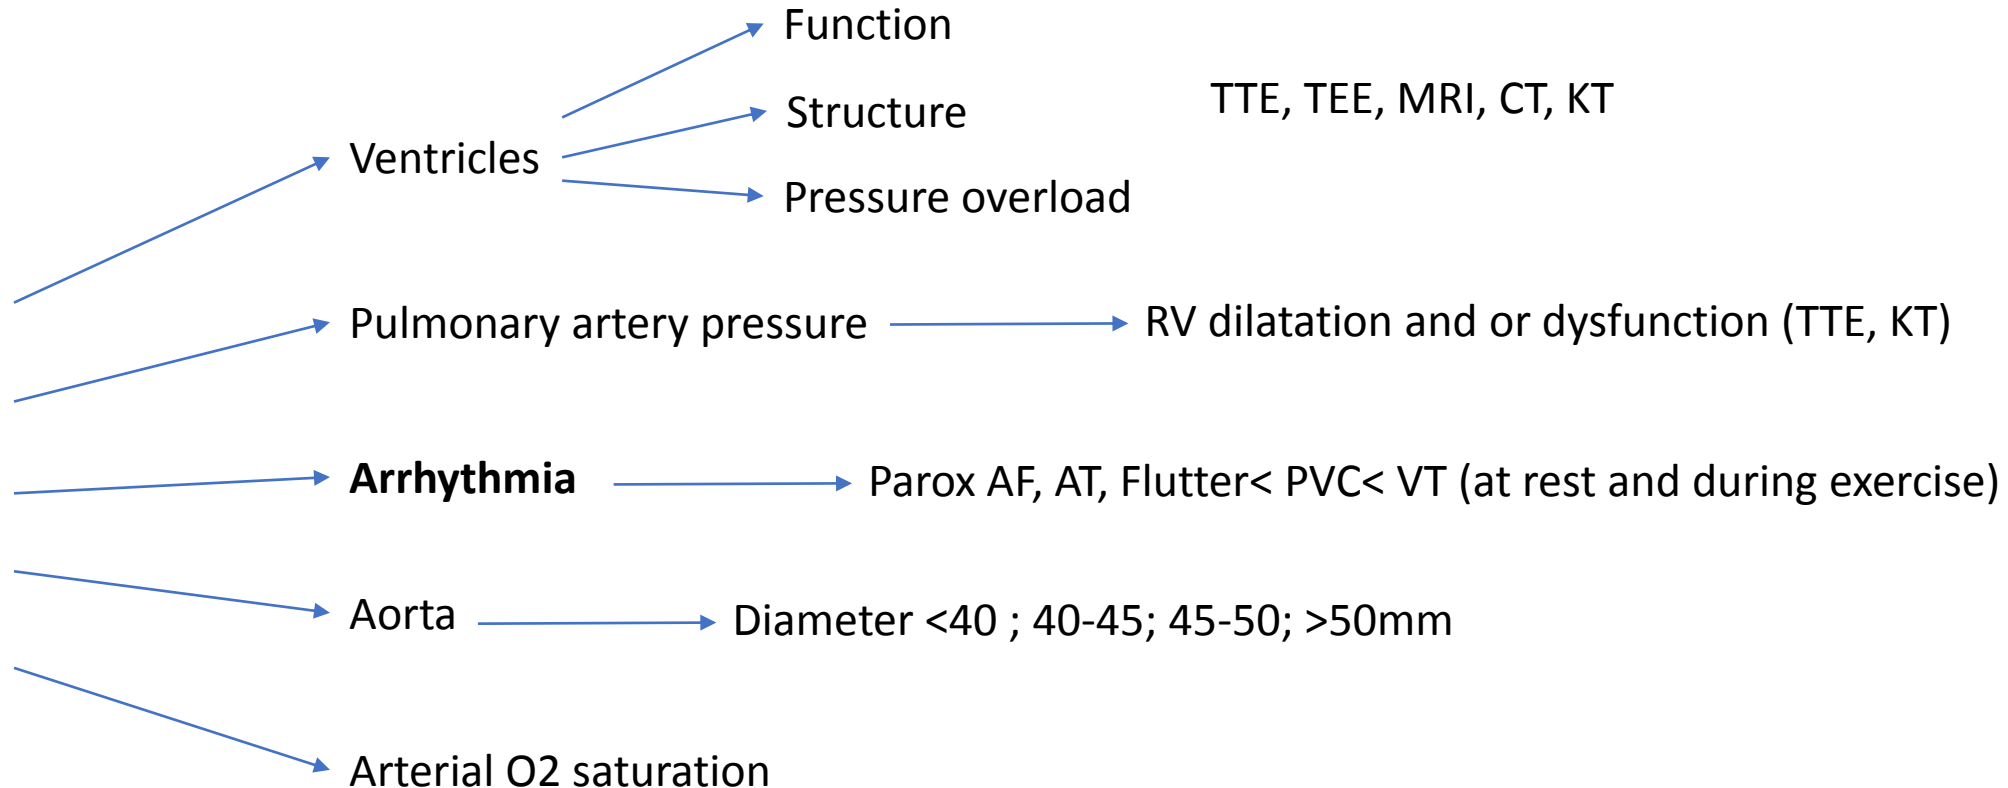 Function
Structure
TTE, TEE, MRI, CT, KT
Ventricles
Pressure overload
Pulmonary artery pressure
RV dilatation and or dysfunction (TTE, KT)
Arrhythmia
Parox AF, AT, Flutter< PVC< VT (at rest and during exercise)
Aorta
Diameter <40 ; 40-45; 45-50; >50mm
Arterial O2 saturation